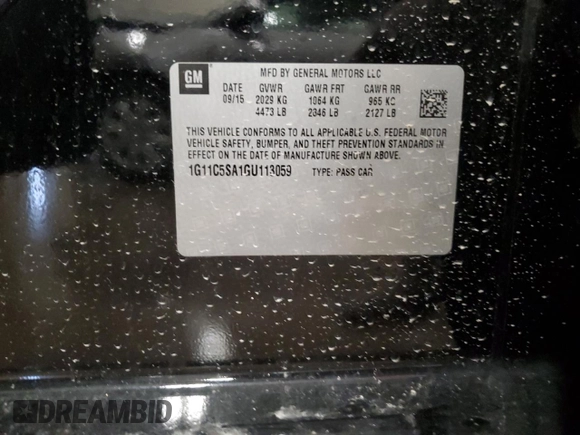 GM
MFD BY GENERAL MOTORS LLC
DATE GVWR GAWR FRT GAWR RR
09/15 2029 KG 1064 KG 965 KG
4473 LB 2346 LB 2127 LB
THIS VEHICLE CONFORMS TO ALL APPLICABLE U.S. FEDERAL MOTOR
VEHICLE SAFETY, BUMPER, AND THEFT PREVENTION STANDARDS IN
EFFECT ON THE DATE OF MANUFACTURE SHOWN ABOVE.
1G11C5SA1GU113059 TYPE: PASS CAR
DREAMBID